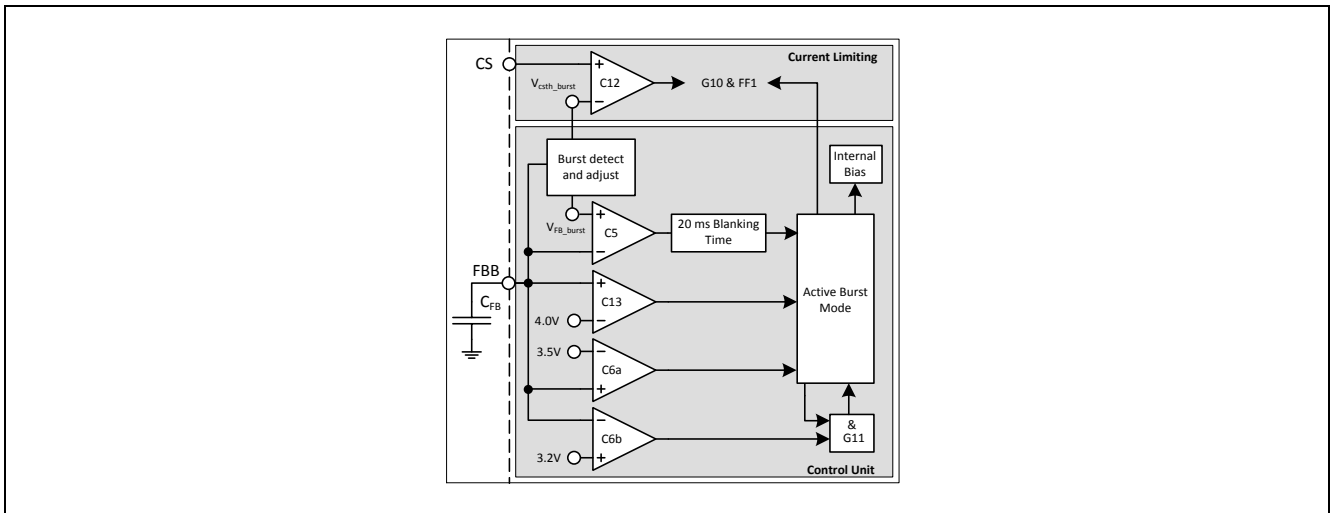 Current Limiting
CS
+
C12
−
G10 & FF1
Vcsth_burst
Burst detect
and adjust
Internal
Bias
+
C5
−
VFB_burst
20 ms Blanking
Time
FBB
CFB
+
C13
−
4.0V
Active Burst
Mode
3.5V
−
C6a
+
−
C6b
+
3.2V
&
G11
Control Unit